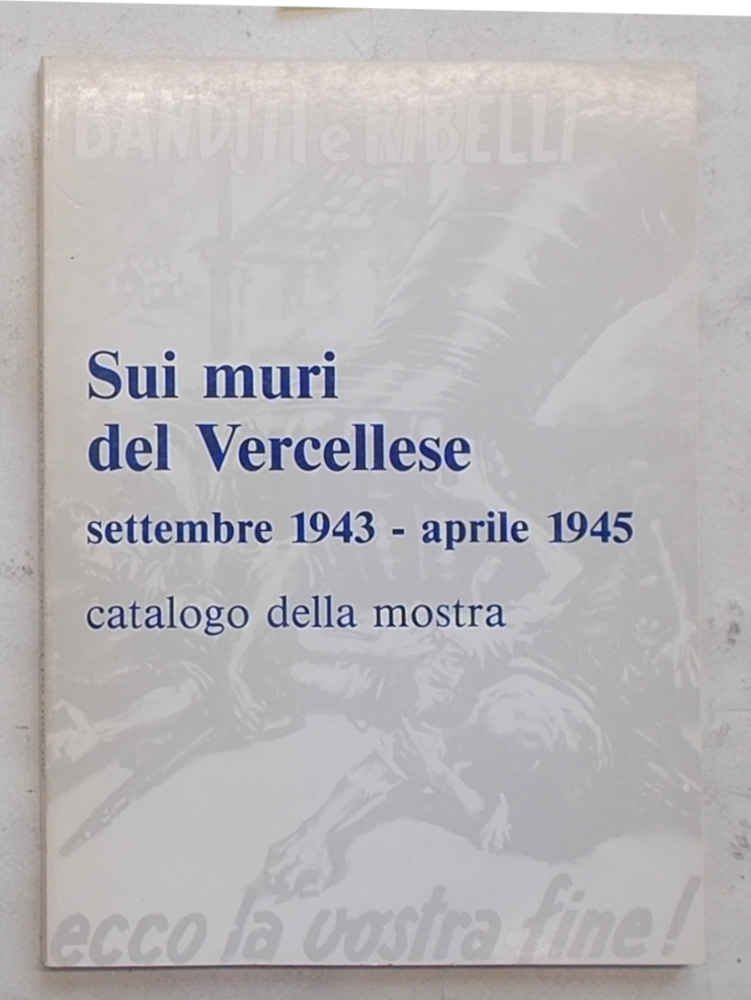 BANDITI e RIBELLI
Sui muri
del Vercellese
settembre 1943 - aprile 1945
catalogo della mostra
ecco la vostra fine!